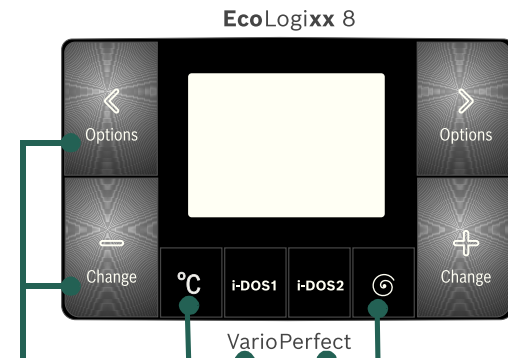 EcoLogixx 8
Options
Options
Change
Change
°C
i-DOS1
i-DOS2
VarioPerfect